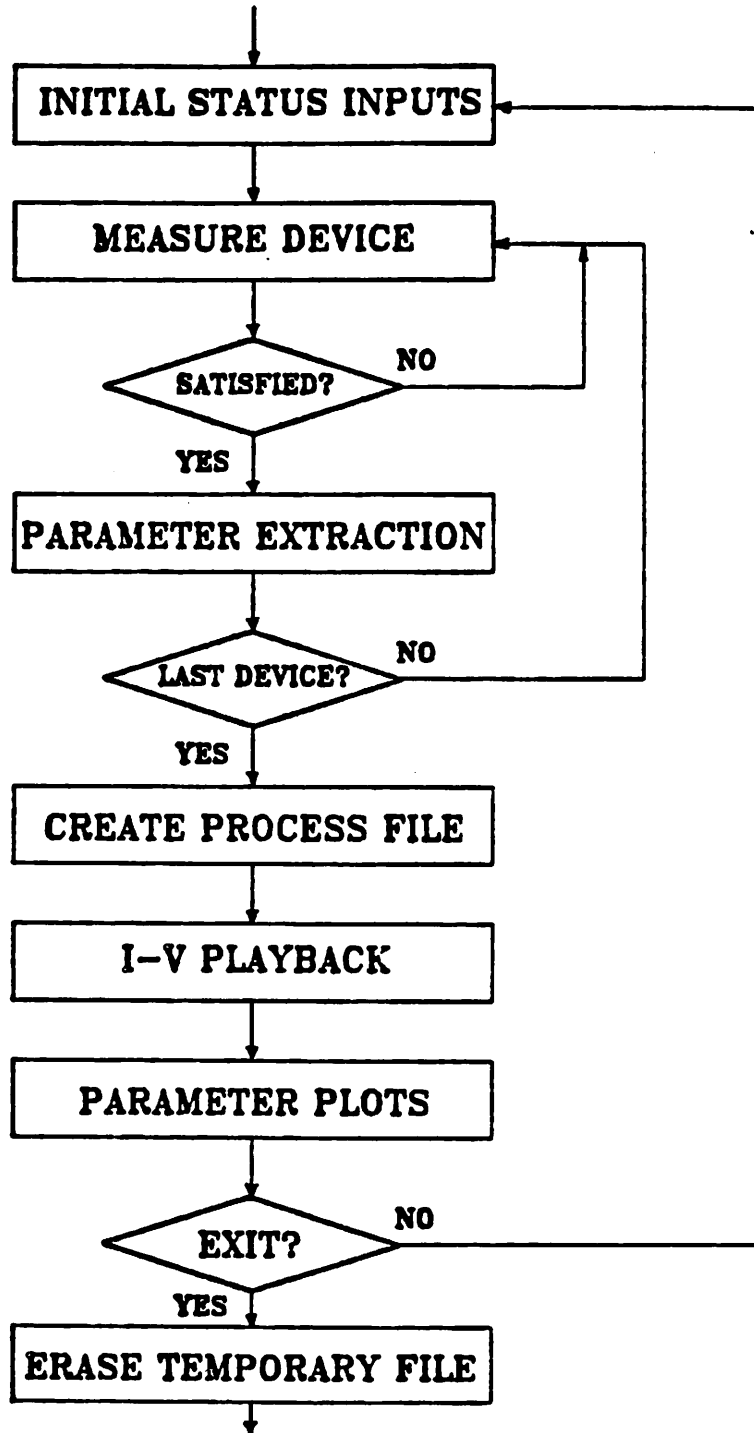 INITIAL STATUS INPUTS
MEASURE DEVICE
SATISFIED?
NO
YES
PARAMETER EXTRACTION
LAST DEVICE?
NO
YES
CREATE PROCESS FILE
I-V PLAYBACK
PARAMETER PLOTS
EXIT?
NO
YES
ERASE TEMPORARY FILE